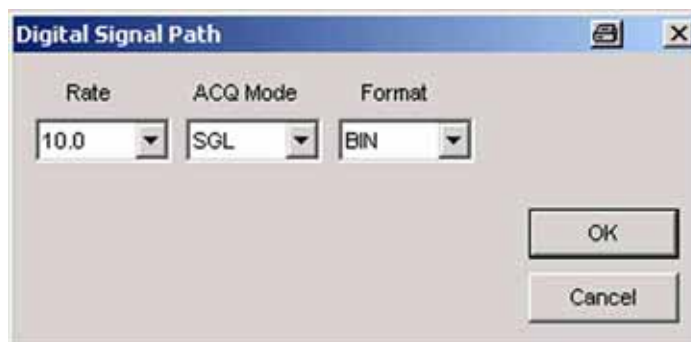 Digital Signal Path
Rate ACQ Mode Format
10.0 SGL BIN
OK
Cancel